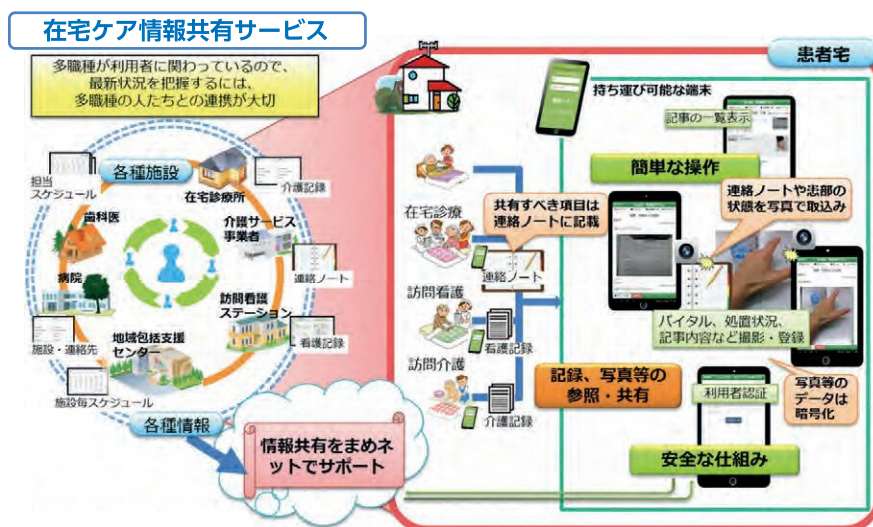 在宅ケア情報共有サービス
多職種が利用者に関わっているので、
最新状況を把握するには、
多職種の人たちとの連携が大切
各種施設
担当
スケジュール
在宅診療所
介護記録
歯科医
介護サービス
事業者
連絡ノート
病院
訪問看護
ステーション
施設・連絡先
地域包括支援
センター
看護記録
施設毎スケジュール
各種情報
情報共有をまめネ
ットでサポート
患者宅
持ち運び可能な端末
記事の一覧表示
簡単な操作
共有すべき項目は
連絡ノートに記載
連絡ノートや患部の
状態を写真で取込み
在宅診療
連絡ノート
訪問看護
看護記録
バイタル、処置状況、
記事内容など撮影・登録
訪問介護
介護記録
記録、写真等の
参照・共有
利用者認証
写真等の
データは
暗号化
安全な仕組み